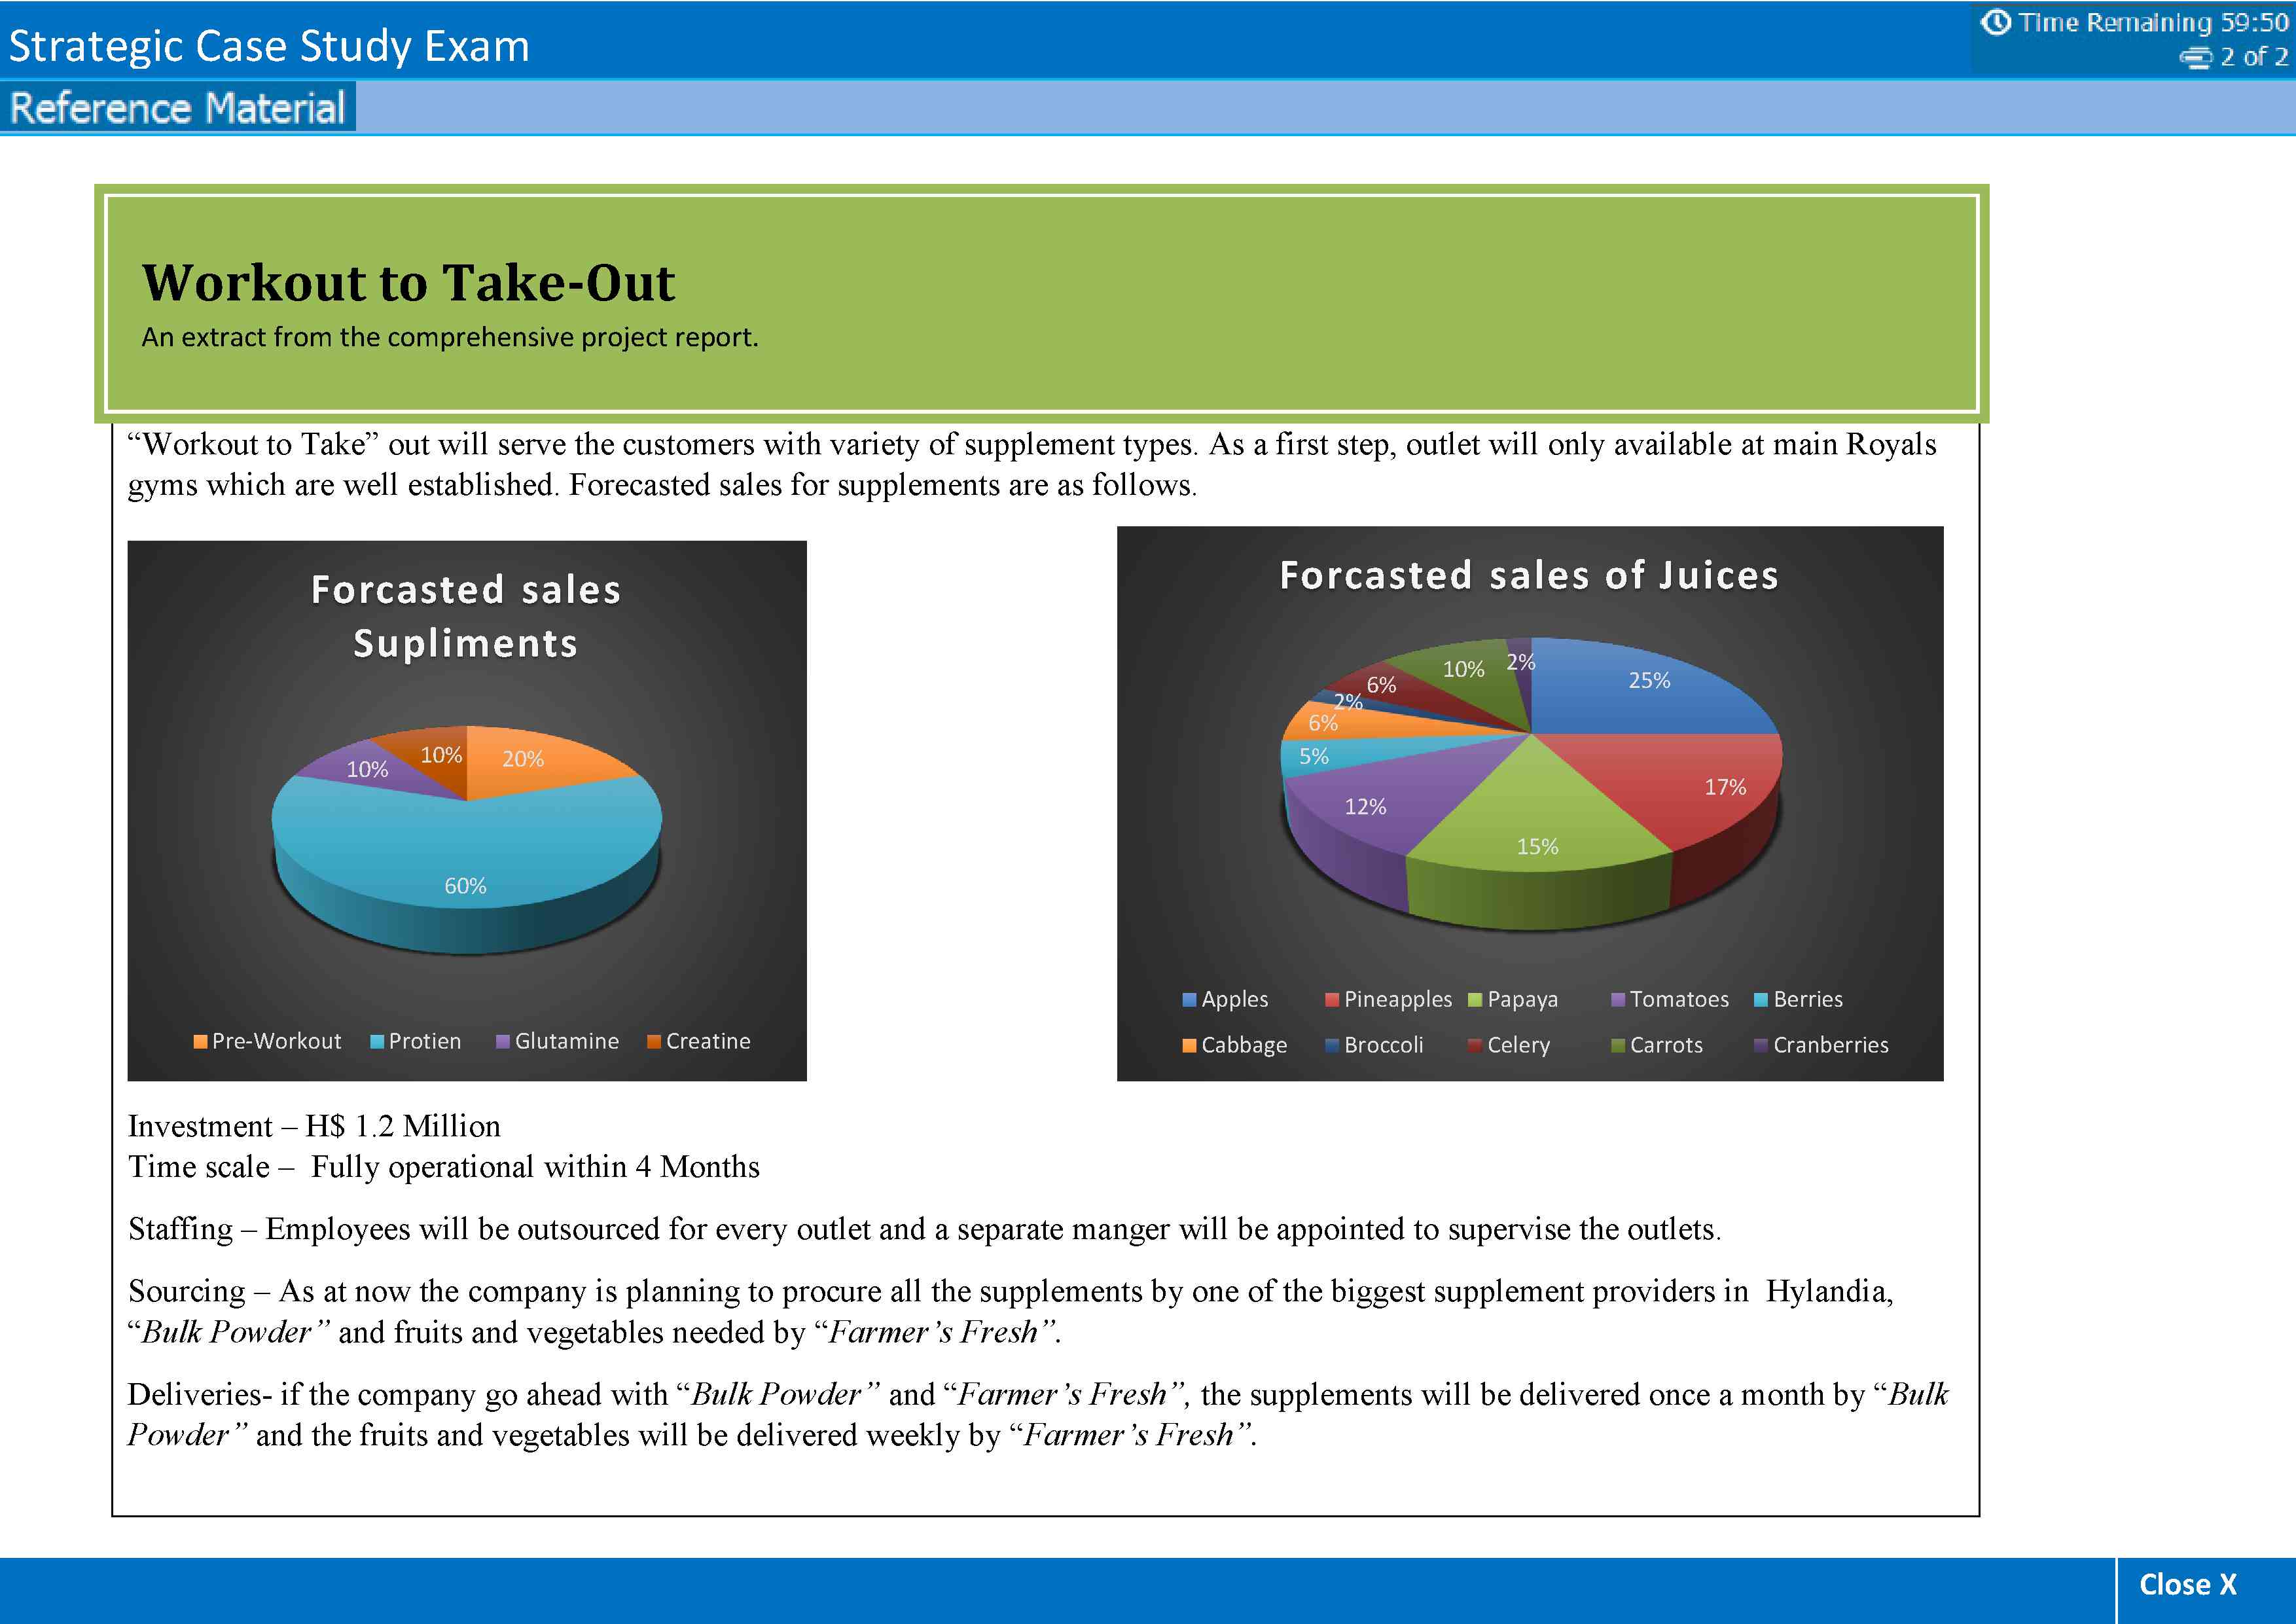 Strategic Case Study Exam
Time Remaining 59:50
2 of 2
Reference Material
Workout to Take-Out
An extract from the comprehensive project report.
“Workout to Take” out will serve the customers with variety of supplement types. As a first step, outlet will only available at main Royals
gyms which are well established. Forecasted sales for supplements are as follows.
Forcasted sales
Supliments
10%
10%
20%
60%
Pre-Workout Protien Glutamine Creatine
Forcasted sales of Juices
25%
17%
15%
12%
5%
6%
2%
6%
10%
2%
Apples Pineapples Papaya Tomatoes Berries
Cabbage Broccoli Celery Carrots Cranberries
Investment – H$ 1.2 Million
Time scale – Fully operational within 4 Months
Staffing – Employees will be outsourced for every outlet and a separate manger will be appointed to supervise the outlets.
Sourcing – As at now the company is planning to procure all the supplements by one of the biggest supplement providers in Hylandia,
“Bulk Powder” and fruits and vegetables needed by “Farmer’s Fresh”.
Deliveries- if the company go ahead with “Bulk Powder” and “Farmer’s Fresh”, the supplements will be delivered once a month by “Bulk
Powder” and the fruits and vegetables will be delivered weekly by “Farmer’s Fresh”.
Close X